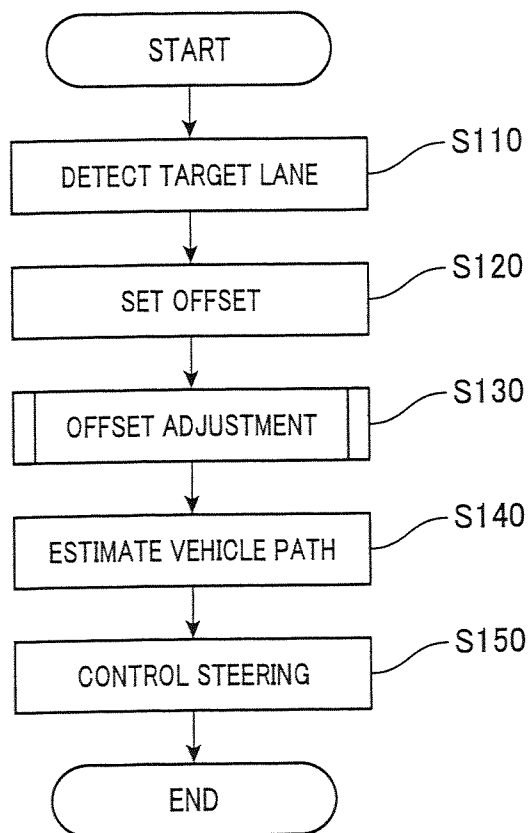 START
DETECT TARGET LANE
S110
SET OFFSET
S120
OFFSET ADJUSTMENT
S130
ESTIMATE VEHICLE PATH
S140
CONTROL STEERING
S150
END